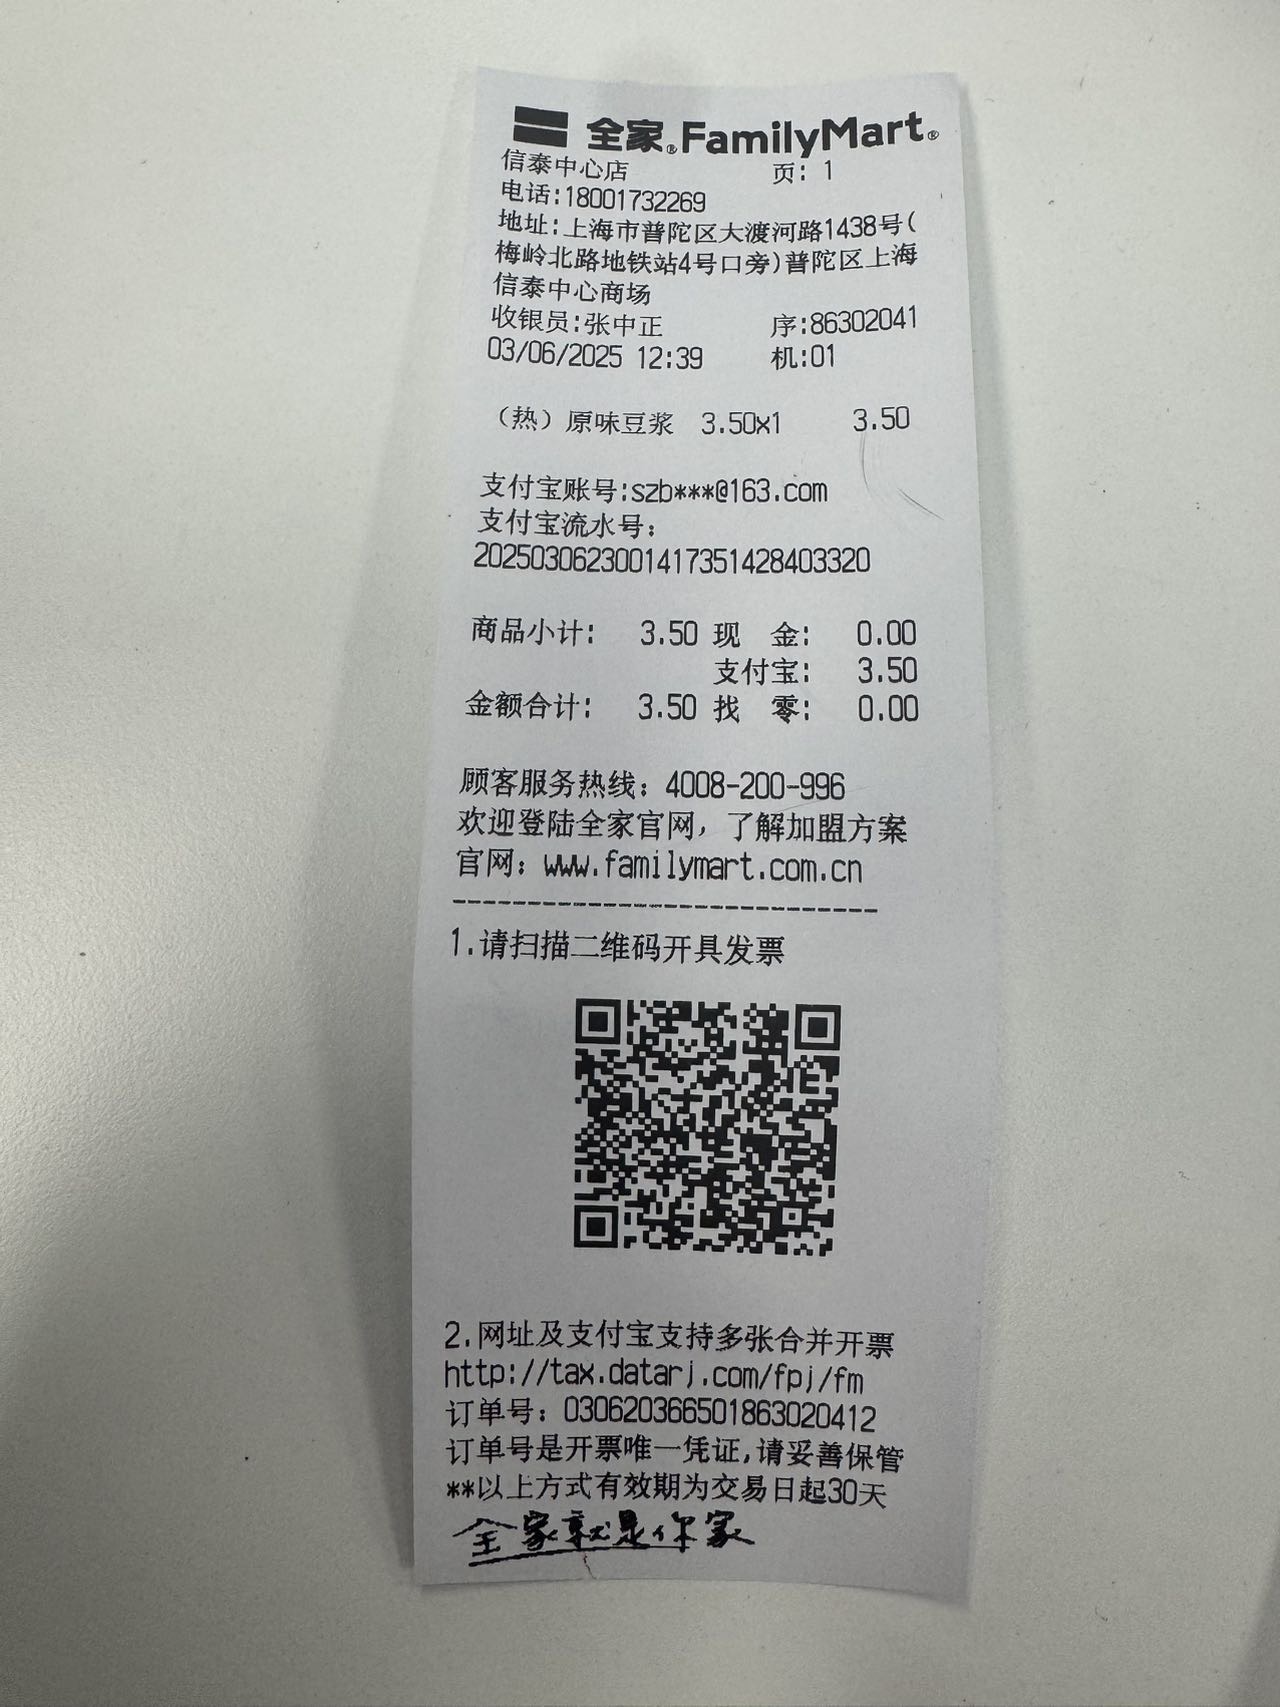 全家® FamilyMart®
信泰中心店 页: 1
电话:18001732269
地址:上海市普陀区大渡河路1438号(
梅岭北路地铁站4号口旁)普陀区上海
信泰中心商场
收银员:张中正 序:86302041
03/06/2025 12:39 机:01
（热）原味豆浆 3.50x1 3.50
支付宝账号:szb***@163.com
支付宝流水号：
2025030623001417351428403320
商品小计: 3.50 现 金: 0.00
支付宝: 3.50
金额合计: 3.50 找 零: 0.00
顾客服务热线：4008-200-996
欢迎登陆全家官网，了解加盟方案
官网：www.familymart.com.cn
-----------------------------
1.请扫描二维码开具发票
2.网址及支付宝支持多张合并开票
http://tax.datarj.com/fpj/fm
订单号：030620366501863020412
订单号是开票唯一凭证,请妥善保管
**以上方式有效期为交易日起30天
全家就是你家